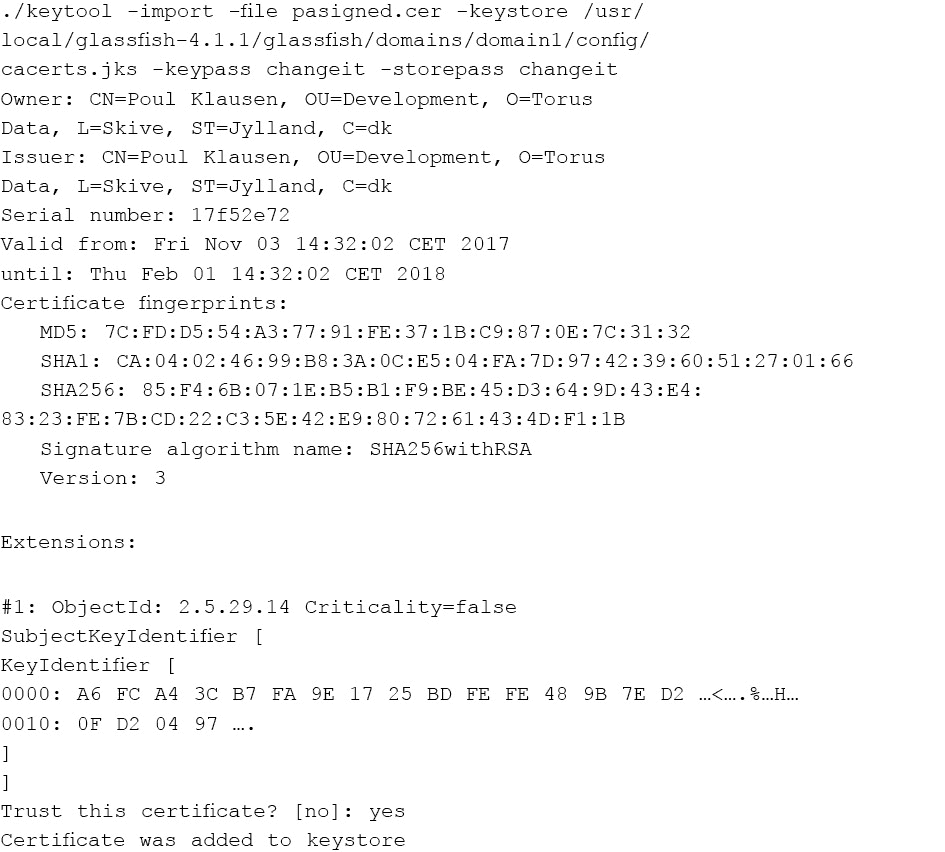 ./keytool -import -file pasigned.cer -keystore /usr/
local/glassfish-4.1.1/glassfish/domains/domain1/config/
cacerts.jks -keypass changeit -storepass changeit
Owner: CN=Poul Klausen, OU=Development, O=Torus
Data, L=Skive, ST=Jylland, C=dk
Issuer: CN=Poul Klausen, OU=Development, O=Torus
Data, L=Skive, ST=Jylland, C=dk
Serial number: 17f52e72
Valid from: Fri Nov 03 14:32:02 CET 2017
until: Thu Feb 01 14:32:02 CET 2018
Certificate fingerprints:
MD5: 7C:FD:D5:54:A3:77:91:FE:37:1B:C9:87:0E:7C:31:32
SHA1: CA:04:02:46:99:B8:3A:0C:E5:04:FA:7D:97:42:39:60:51:27:01:66
SHA256: 85:F4:6B:07:1E:B5:B1:F9:BE:45:D3:64:9D:43:E4:
83:23:FE:7B:CD:22:C3:5E:42:E9:80:72:61:43:4D:F1:1B
Signature algorithm name: SHA256withRSA
Version: 3
Extensions:
#1: ObjectId: 2.5.29.14 Criticality=false
SubjectKeyIdentifier [
KeyIdentifier [
0000: A6 FC A4 3C B7 FA 9E 17 25 BD FE FE 48 9B 7E D2 …<….%…H…
0010: 0F D2 04 97 ….
]
]
Trust this certificate? [no]: yes
Certificate was added to keystore